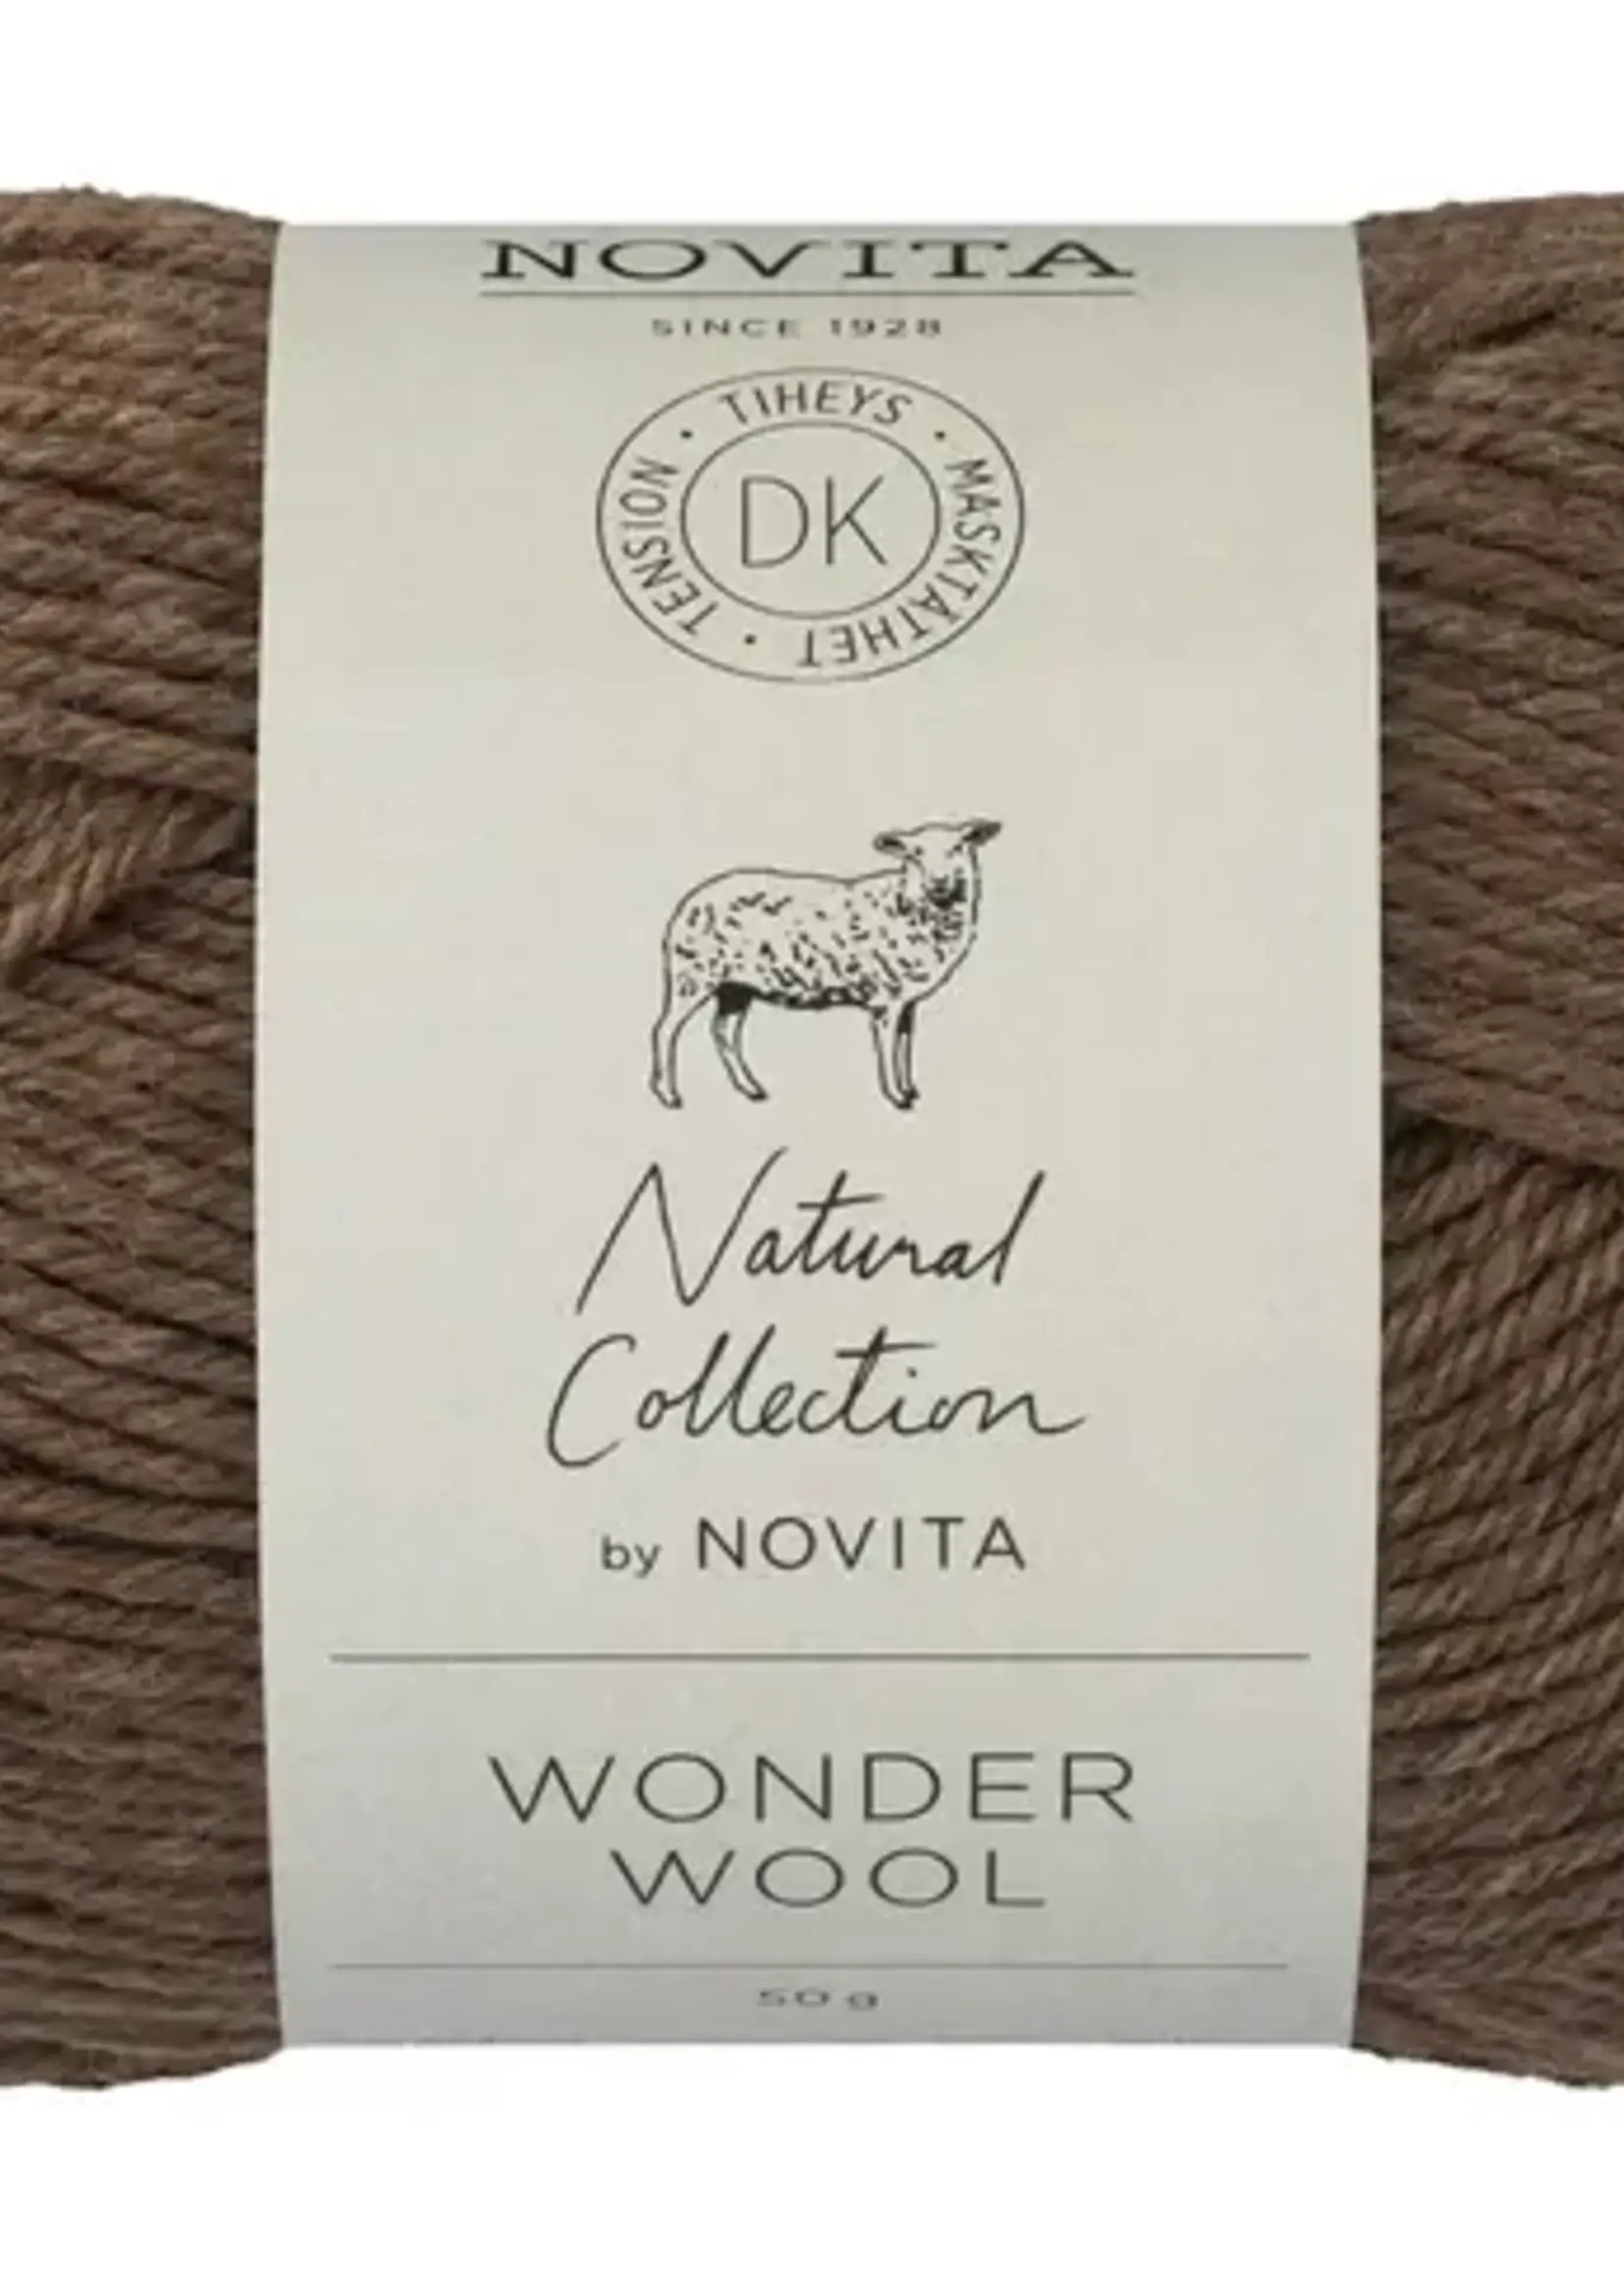 NOVITA
SINCE 1928
TIHEYS • MASKTÄTHET • TENSION •
DK
Natural
Collection
by NOVITA
WONDER
WOOL
50 g